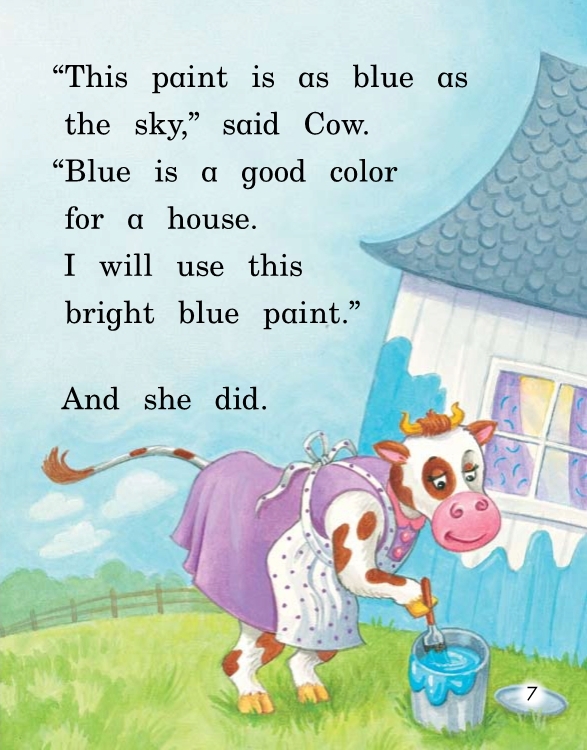 “This paint is as blue as
the sky,” said Cow.
“Blue is a good color
for a house.
I will use this
bright blue paint.”
And she did.
7